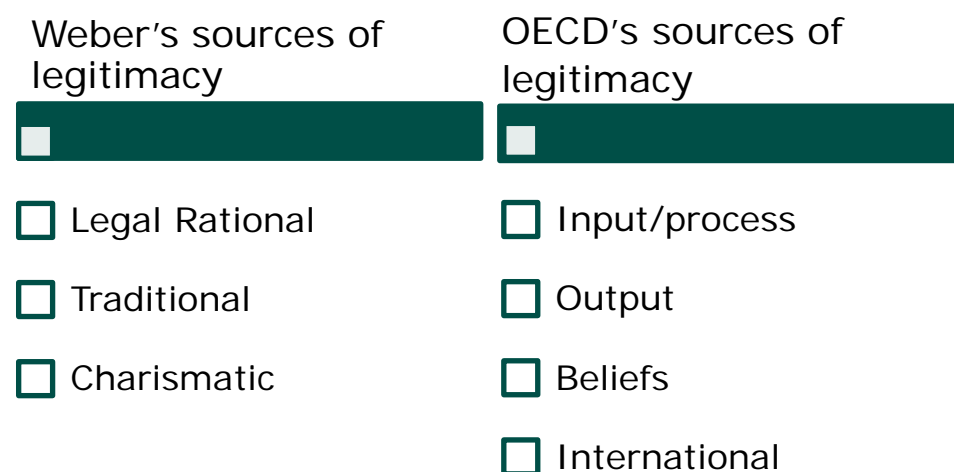 Weber's sources of
legitimacy
Legal Rational
Traditional
Charismatic
OECD's sources of
legitimacy
Input/process
Output
Beliefs
International